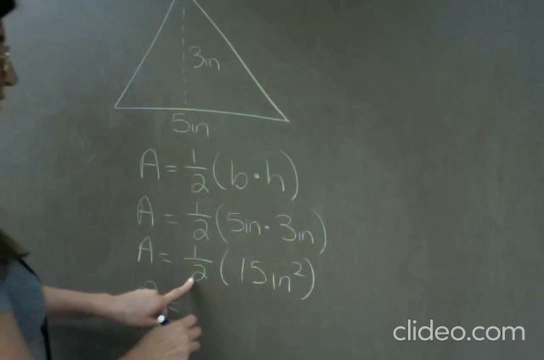 3in
5in
A = 1/2 (b · h)
A = 1/2 (5in · 3in)
A = 1/2 (15in²)
clideo.com